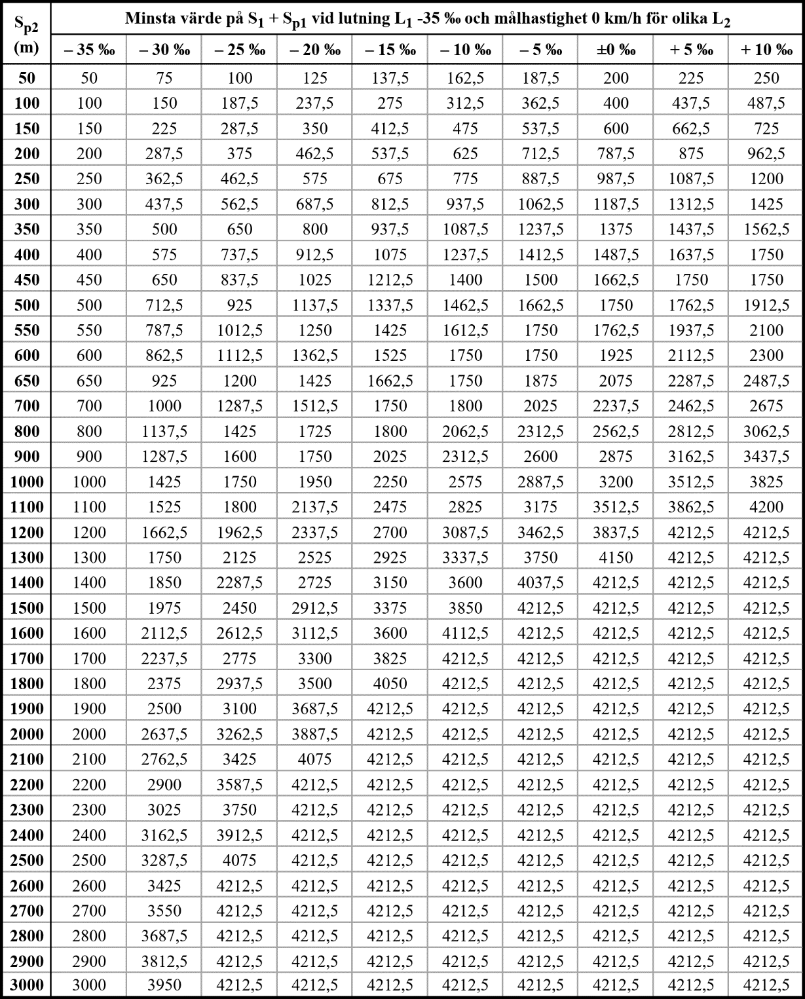 S_p2 (m) Minsta värde på S_1 + S_p1 vid lutning L_1 -35 ‰ och målhastighet 0 km/h för olika L_2
– 35 ‰ – 30 ‰ – 25 ‰ – 20 ‰ – 15 ‰ – 10 ‰ – 5 ‰ ±0 ‰ + 5 ‰ + 10 ‰
50 50 75 100 125 137,5 162,5 187,5 200 225 250
100 100 150 187,5 237,5 275 312,5 362,5 400 437,5 487,5
150 150 225 287,5 350 412,5 475 537,5 600 662,5 725
200 200 287,5 375 462,5 537,5 625 712,5 787,5 875 962,5
250 250 362,5 462,5 575 675 775 887,5 987,5 1087,5 1200
300 300 437,5 562,5 687,5 812,5 937,5 1062,5 1187,5 1312,5 1425
350 350 500 650 800 937,5 1087,5 1237,5 1375 1437,5 1562,5
400 400 575 737,5 912,5 1075 1237,5 1412,5 1487,5 1637,5 1750
450 450 650 837,5 1025 1212,5 1400 1500 1662,5 1750 1750
500 500 712,5 925 1137,5 1337,5 1462,5 1662,5 1750 1762,5 1912,5
550 550 787,5 1012,5 1250 1425 1612,5 1750 1762,5 1937,5 2100
600 600 862,5 1112,5 1362,5 1525 1750 1750 1925 2112,5 2300
650 650 925 1200 1425 1662,5 1750 1875 2075 2287,5 2487,5
700 700 1000 1287,5 1512,5 1750 1800 2025 2237,5 2462,5 2675
800 800 1137,5 1425 1725 1800 2062,5 2312,5 2562,5 2812,5 3062,5
900 900 1287,5 1600 1750 2025 2312,5 2600 2875 3162,5 3437,5
1000 1000 1425 1750 1950 2250 2575 2887,5 3200 3512,5 3825
1100 1100 1525 1800 2137,5 2475 2825 3175 3512,5 3862,5 4200
1200 1200 1662,5 1962,5 2337,5 2700 3087,5 3462,5 3837,5 4212,5 4212,5
1300 1300 1750 2125 2525 2925 3337,5 3750 4150 4212,5 4212,5
1400 1400 1850 2287,5 2725 3150 3600 4037,5 4212,5 4212,5 4212,5
1500 1500 1975 2450 2912,5 3375 3850 4212,5 4212,5 4212,5 4212,5
1600 1600 2112,5 2612,5 3112,5 3600 4112,5 4212,5 4212,5 4212,5 4212,5
1700 1700 2237,5 2775 3300 3825 4212,5 4212,5 4212,5 4212,5 4212,5
1800 1800 2375 2937,5 3500 4050 4212,5 4212,5 4212,5 4212,5 4212,5
1900 1900 2500 3100 3687,5 4212,5 4212,5 4212,5 4212,5 4212,5 4212,5
2000 2000 2637,5 3262,5 3887,5 4212,5 4212,5 4212,5 4212,5 4212,5 4212,5
2100 2100 2762,5 3425 4075 4212,5 4212,5 4212,5 4212,5 4212,5 4212,5
2200 2200 2900 3587,5 4212,5 4212,5 4212,5 4212,5 4212,5 4212,5 4212,5
2300 2300 3025 3750 4212,5 4212,5 4212,5 4212,5 4212,5 4212,5 4212,5
2400 2400 3162,5 3912,5 4212,5 4212,5 4212,5 4212,5 4212,5 4212,5 4212,5
2500 2500 3287,5 4075 4212,5 4212,5 4212,5 4212,5 4212,5 4212,5 4212,5
2600 2600 3425 4212,5 4212,5 4212,5 4212,5 4212,5 4212,5 4212,5 4212,5
2700 2700 3550 4212,5 4212,5 4212,5 4212,5 4212,5 4212,5 4212,5 4212,5
2800 2800 3687,5 4212,5 4212,5 4212,5 4212,5 4212,5 4212,5 4212,5 4212,5
2900 2900 3812,5 4212,5 4212,5 4212,5 4212,5 4212,5 4212,5 4212,5 4212,5
3000 3000 3950 4212,5 4212,5 4212,5 4212,5 4212,5 4212,5 4212,5 4212,5